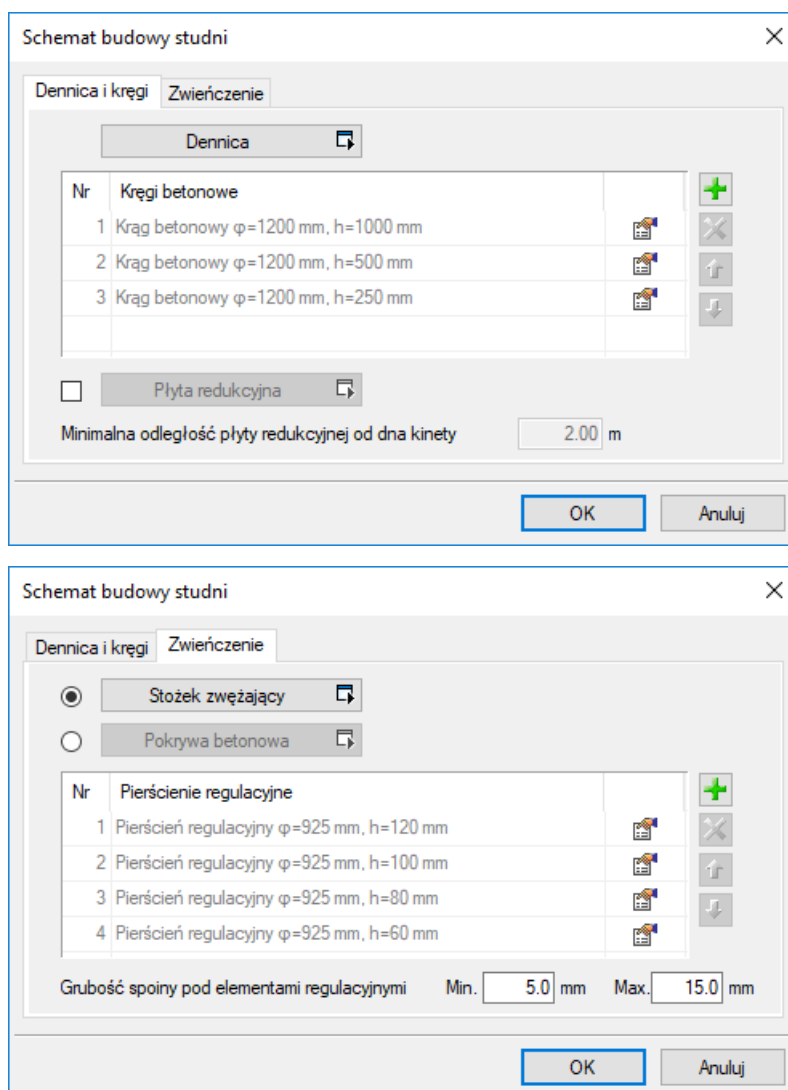 Schemat budowy studni
Dennica i kręgi Zwieńczenie
Dennica
Nr Kręgi betonowe
1 Krąg betonowy φ=1200 mm, h=1000 mm
2 Krąg betonowy φ=1200 mm, h=500 mm
3 Krąg betonowy φ=1200 mm, h=250 mm
Płyta redukcyjna
Minimalna odległość płyty redukcyjnej od dna kinety 2.00 m
OK Anuluj
Schemat budowy studni
Dennica i kręgi Zwieńczenie
Stożek zwężający
Pokrywa betonowa
Nr Pierścienie regulacyjne
1 Pierścień regulacyjny φ=925 mm, h=120 mm
2 Pierścień regulacyjny φ=925 mm, h=100 mm
3 Pierścień regulacyjny φ=925 mm, h=80 mm
4 Pierścień regulacyjny φ=925 mm, h=60 mm
Grubość spoiny pod elementami regulacyjnymi Min. 5.0 mm Max. 15.0 mm
OK Anuluj